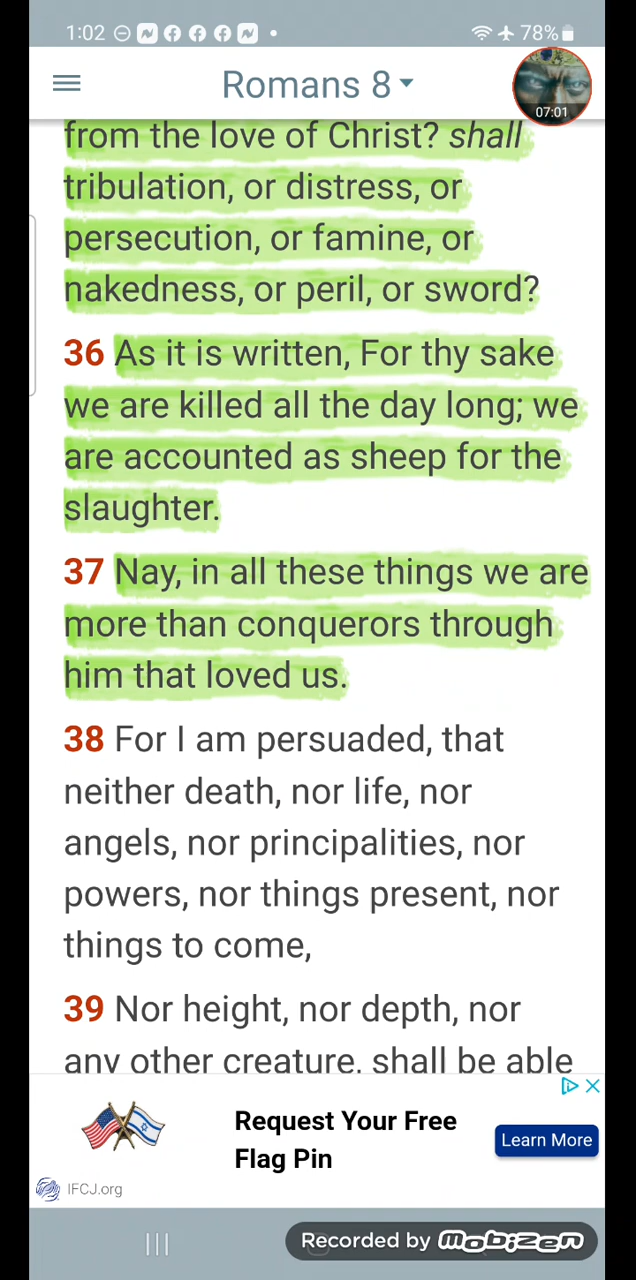 1:02
78%
Romans 8
07:01
from the love of Christ? shall
tribulation, or distress, or
persecution, or famine, or
nakedness, or peril, or sword?
36 As it is written, For thy sake
we are killed all the day long; we
are accounted as sheep for the
slaughter.
37 Nay, in all these things we are
more than conquerors through
him that loved us.
38 For I am persuaded, that
neither death, nor life, nor
angels, nor principalities, nor
powers, nor things present, nor
things to come,
39 Nor height, nor depth, nor
any other creature, shall be able
Request Your Free
Flag Pin
Learn More
IFCJ.org
Recorded by mobizen